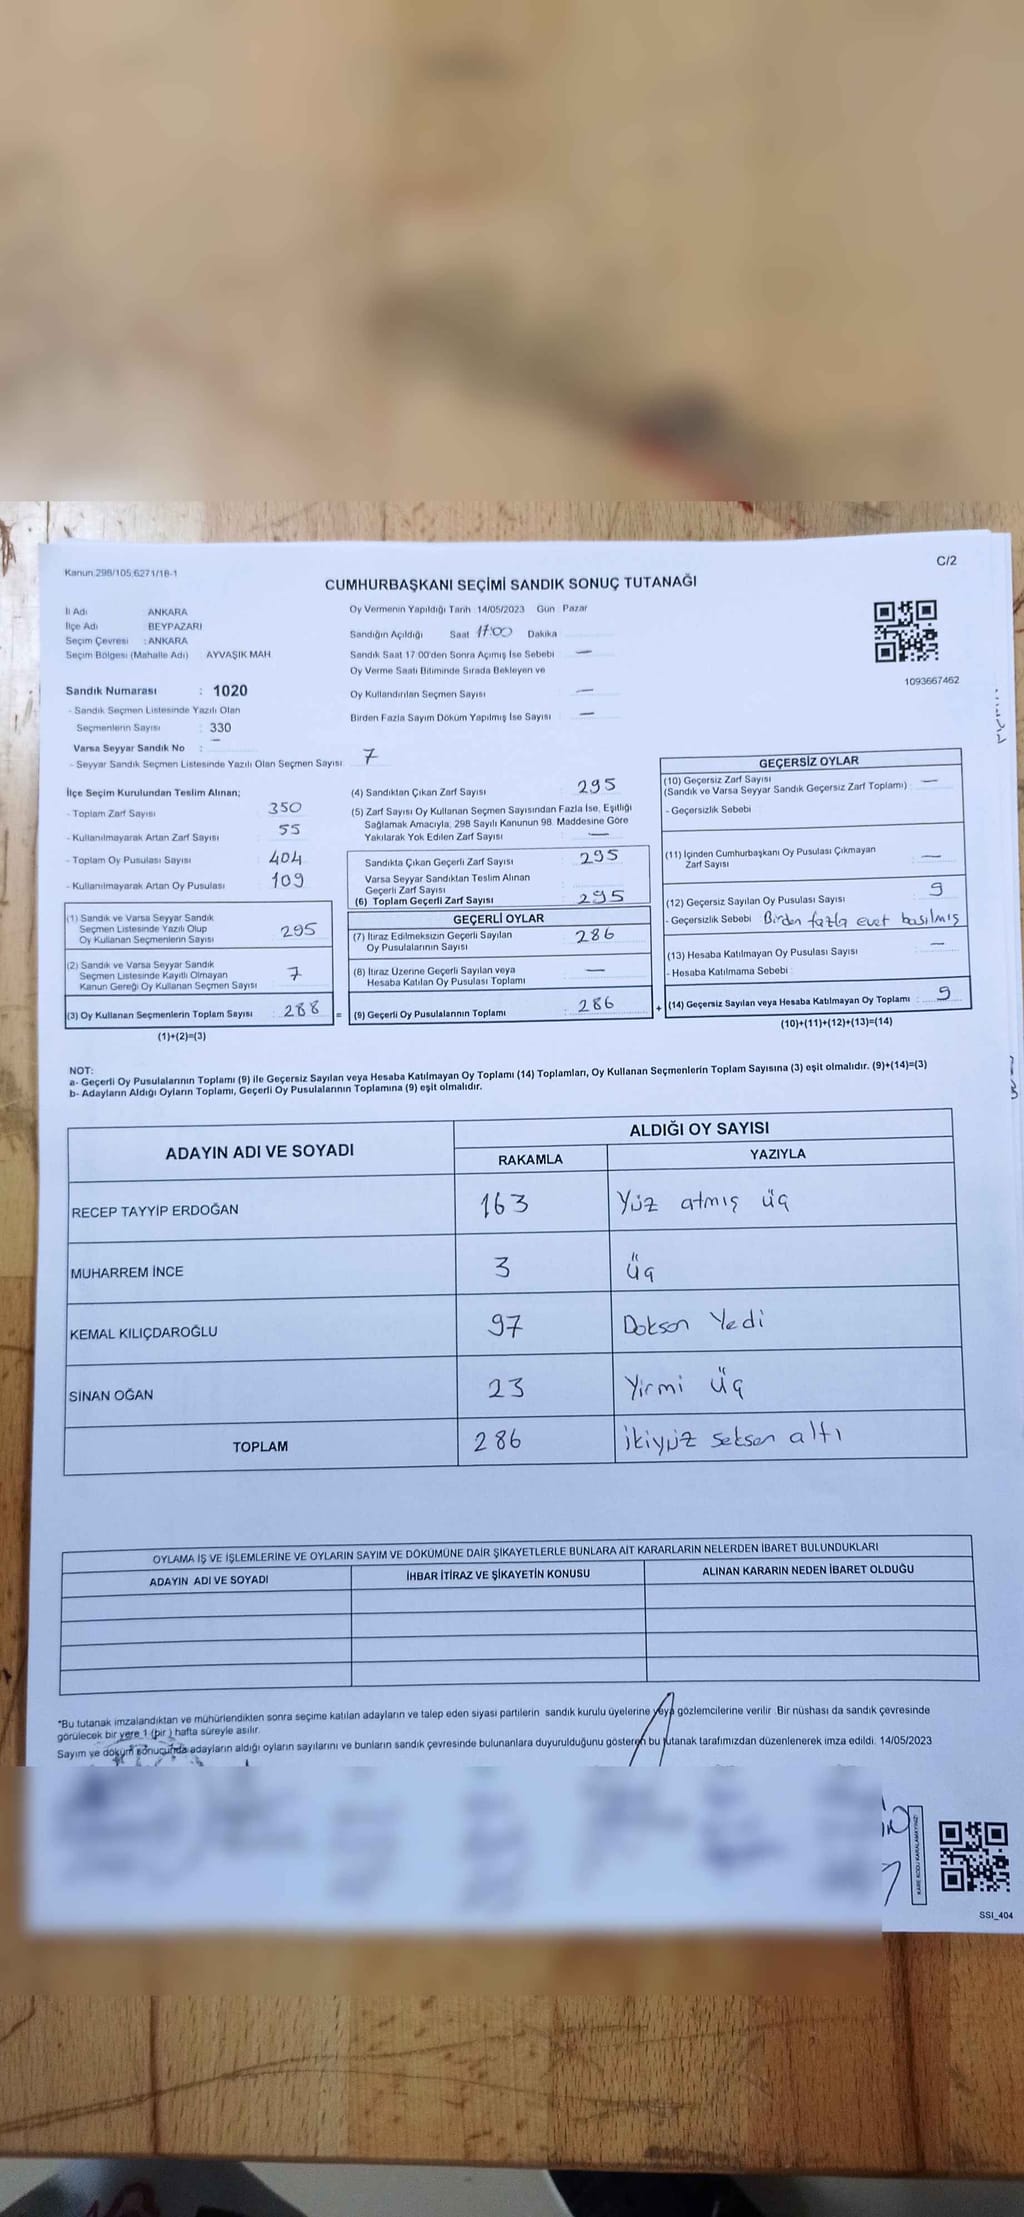 Kanun:298/105,6271/18-1
C/2
CUMHURBAŞKANI SEÇİMİ SANDIK SONUÇ TUTANAĞI
İl Adı ANKARA
İlçe Adı BEYPAZARI
Seçim Çevresi : ANKARA
Seçim Bölgesi (Mahalle Adı) AYVAŞIK MAH.
Sandık Numarası : 1020
- Sandık Seçmen Listesinde Yazılı Olan
Seçmenlerin Sayısı : 330
Varsa Seyyar Sandık No : —
- Seyyar Sandık Seçmen Listesinde Yazılı Olan Seçmen Sayısı: 7
Oy Vermenin Yapıldığı Tarih 14/05/2023 Gün Pazar
Sandığın Açıldığı Saat 17:00 Dakika
Sandık Saat 17:00'den Sonra Açımış İse Sebebi —
Oy Verme Saati Bitiminde Sırada Bekleyen ve
Oy Kullandırılan Seçmen Sayısı —
Birden Fazla Sayım Döküm Yapılmış İse Sayısı —
1093667462
İlçe Seçim Kurulundan Teslim Alınan;
- Toplam Zarf Sayısı 350
- Kullanılmayarak Artan Zarf Sayısı 55
- Toplam Oy Pusulası Sayısı 404
- Kullanılmayarak Artan Oy Pusulası 109
(1) Sandık ve Varsa Seyyar Sandık
Seçmen Listesinde Yazılı Olup
Oy Kullanan Seçmenlerin Sayısı 295
(2) Sandık ve Varsa Seyyar Sandık
Seçmen Listesinde Kayıtlı Olmayan
Kanun Gereği Oy Kullanan Seçmen Sayısı 7
(3) Oy Kullanan Seçmenlerin Toplam Sayısı : 288 =
(1)+(2)=(3)
(4) Sandıktan Çıkan Zarf Sayısı 295
(5) Zarf Sayısı Oy Kullanan Seçmen Sayısından Fazla İse, Eşitliği
Sağlamak Amacıyla, 298 Sayılı Kanunun 98. Maddesine Göre
Yakılarak Yok Edilen Zarf Sayısı —
Sandıkta Çıkan Geçerli Zarf Sayısı 295
Varsa Seyyar Sandıktan Teslim Alınan
Geçerli Zarf Sayısı
(6) Toplam Geçerli Zarf Sayısı 295
GEÇERLİ OYLAR
(7) İtiraz Edilmeksizin Geçerli Sayılan
Oy Pusulalarının Sayısı 286
(8) İtiraz Üzerine Geçerli Sayılan veya
Hesaba Katılan Oy Pusulası Toplamı —
(9) Geçerli Oy Pusulalarının Toplamı : 286 +
GEÇERSİZ OYLAR
(10) Geçersiz Zarf Sayısı
(Sandık ve Varsa Seyyar Sandık Geçersiz Zarf Toplamı) : —
- Geçersizlik Sebebi
(11) İçinden Cumhurbaşkanı Oy Pusulası Çıkmayan
Zarf Sayısı —
(12) Geçersiz Sayılan Oy Pusulası Sayısı 9
- Geçersizlik Sebebi Birden fazla evet basılmış
(13) Hesaba Katılmayan Oy Pusulası Sayısı —
- Hesaba Katılmama Sebebi
(14) Geçersiz Sayılan veya Hesaba Katılmayan Oy Toplamı : 9
(10)+(11)+(12)+(13)=(14)
NOT:
a- Geçerli Oy Pusulalarının Toplamı (9) ile Geçersiz Sayılan veya Hesaba Katılmayan Oy Toplamı (14) Toplamları, Oy Kullanan Seçmenlerin Toplam Sayısına (3) eşit olmalıdır. (9)+(14)=(3)
b- Adayların Aldığı Oyların Toplamı, Geçerli Oy Pusulalarının Toplamına (9) eşit olmalıdır.
ADAYIN ADI VE SOYADI
ALDIĞI OY SAYISI
RAKAMLA YAZIYLA
RECEP TAYYİP ERDOĞAN 163 Yüz atmış üç
MUHARREM İNCE 3 üç
KEMAL KILIÇDAROĞLU 97 Doksan Yedi
SİNAN OĞAN 23 Yirmi üç
TOPLAM 286 ikiyüz seksen altı
OYLAMA İŞ VE İŞLEMLERİNE VE OYLARIN SAYIM VE DÖKÜMÜNE DAİR ŞİKAYETLERLE BUNLARA AİT KARARLARIN NELERDEN İBARET BULUNDUKLARI
ADAYIN ADI VE SOYADI İHBAR İTİRAZ VE ŞİKAYETİN KONUSU ALINAN KARARIN NEDEN İBARET OLDUĞU
*Bu tutanak imzalandıktan ve mühürlendikten sonra seçime katılan adayların ve talep eden siyasi partilerin sandık kurulu üyelerine veya gözlemcilerine verilir. Bir nüshası da sandık çevresinde
görülecek bir yere 1 (bir) hafta süreyle asılır.
Sayım ve döküm sonucunda adayların aldığı oyların sayılarını ve bunların sandık çevresinde bulunanlara duyurulduğunu gösteren bu tutanak tarafımızdan düzenlenerek imza edildi. 14/05/2023
KARE KODU KARALAMAYINIZ!
SSI_404